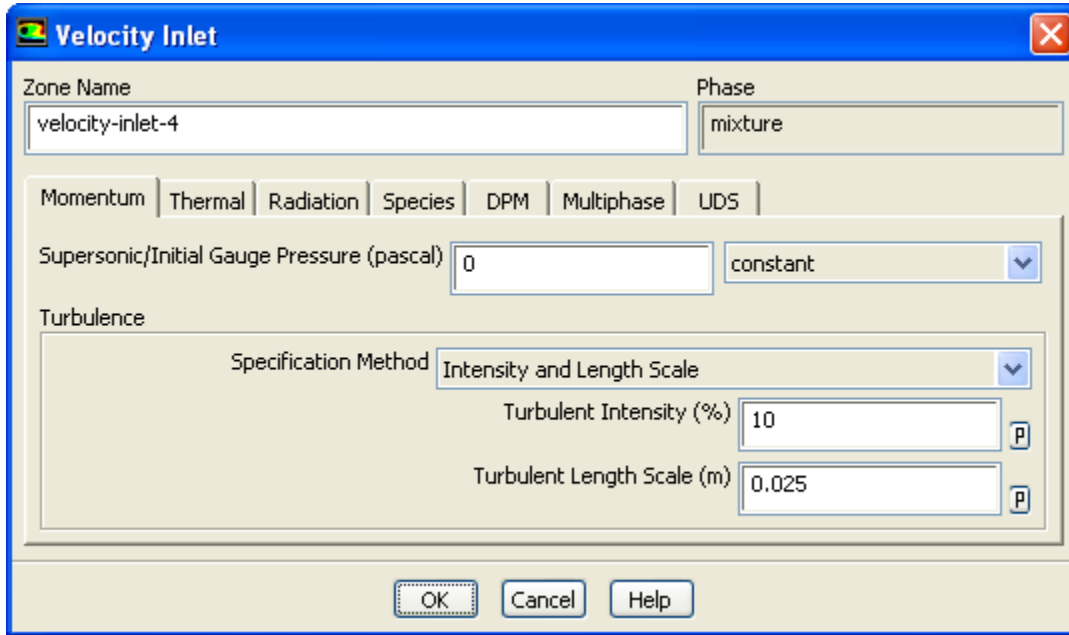 Velocity Inlet
Zone Name Phase
velocity-inlet-4 mixture
Momentum Thermal Radiation Species DPM Multiphase UDS
Supersonic/Initial Gauge Pressure (pascal) 0 constant
Turbulence
Specification Method Intensity and Length Scale
Turbulent Intensity (%) 10 P
Turbulent Length Scale (m) 0.025 P
OK Cancel Help